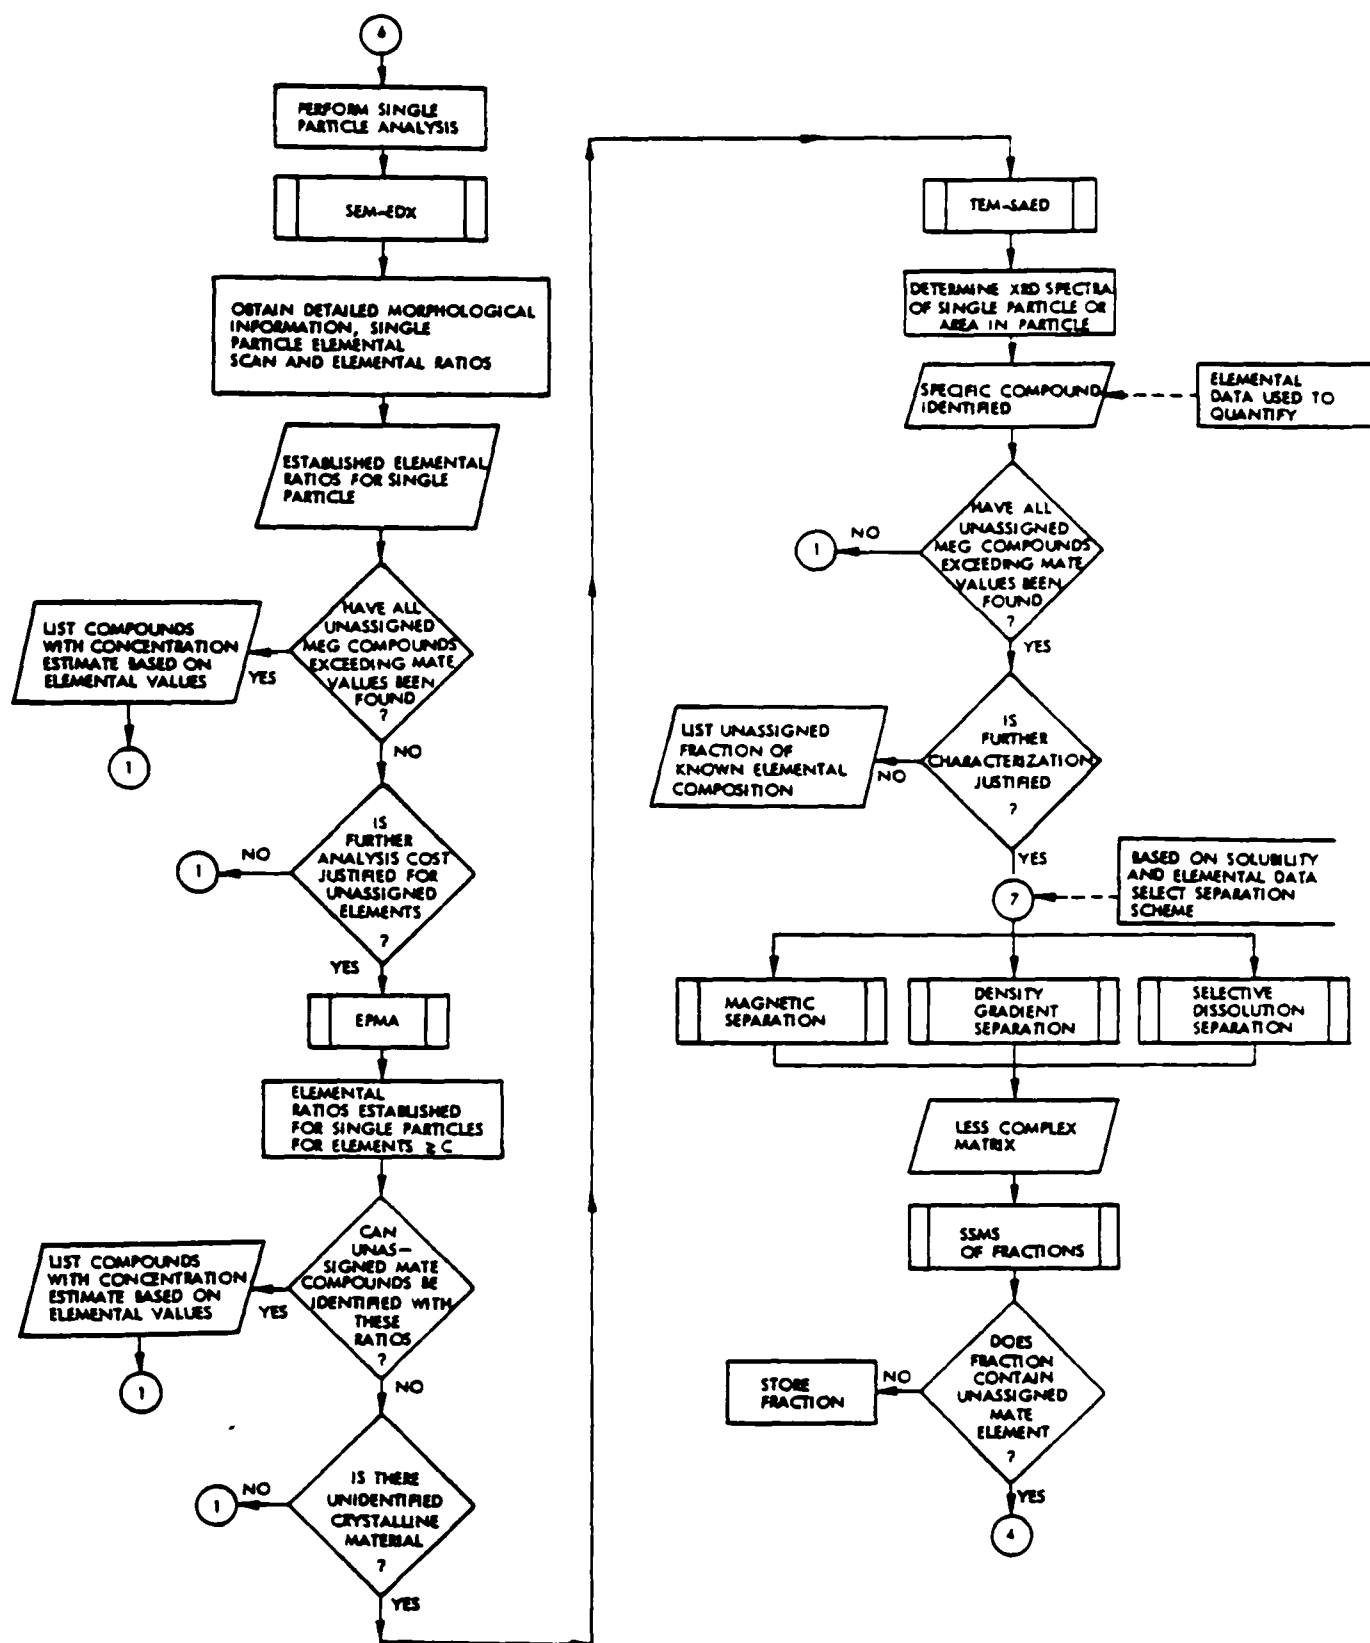 6
PERFORM SINGLE
PARTICLE ANALYSIS
SEM-EDX
OBTAIN DETAILED MORPHOLOGICAL
INFORMATION, SINGLE
PARTICLE ELEMENTAL
SCAN AND ELEMENTAL RATIOS
ESTABLISHED ELEMENTAL
RATIOS FOR SINGLE
PARTICLE
HAVE ALL
UNASSIGNED
MEG COMPOUNDS
EXCEEDING MATE
VALUES BEEN
FOUND
?
YES
LIST COMPOUNDS
WITH CONCENTRATION
ESTIMATE BASED ON
ELEMENTAL VALUES
1
NO
IS
FURTHER
ANALYSIS COST
JUSTIFIED FOR
UNASSIGNED
ELEMENTS
?
NO
1
YES
EPMA
ELEMENTAL
RATIOS ESTABLISHED
FOR SINGLE PARTICLES
FOR ELEMENTS ≥ C
CAN
UNAS-
SIGNED MATE
COMPOUNDS BE
IDENTIFIED WITH
THESE
RATIOS
?
YES
LIST COMPOUNDS
WITH CONCENTRATION
ESTIMATE BASED ON
ELEMENTAL VALUES
1
NO
IS THERE
UNIDENTIFIED
CRYSTALLINE
MATERIAL
?
NO
1
YES
TEM-SAED
DETERMINE XRD SPECTRA
OF SINGLE PARTICLE OR
AREA IN PARTICLE
SPECIFIC COMPOUND
IDENTIFIED
ELEMENTAL
DATA USED TO
QUANTIFY
HAVE ALL
UNASSIGNED
MEG COMPOUNDS
EXCEEDING MATE
VALUES BEEN
FOUND
?
NO
1
YES
IS
FURTHER
CHARACTERIZATION
JUSTIFIED
?
NO
LIST UNASSIGNED
FRACTION OF
KNOWN ELEMENTAL
COMPOSITION
YES
7
BASED ON SOLUBILITY
AND ELEMENTAL DATA
SELECT SEPARATION
SCHEME
MAGNETIC
SEPARATION
DENSITY
GRADIENT
SEPARATION
SELECTIVE
DISSOLUTION
SEPARATION
LESS COMPLEX
MATRIX
SSMS
OF FRACTIONS
DOES
FRACTION
CONTAIN
UNASSIGNED
MATE
ELEMENT
?
NO
STORE
FRACTION
YES
4